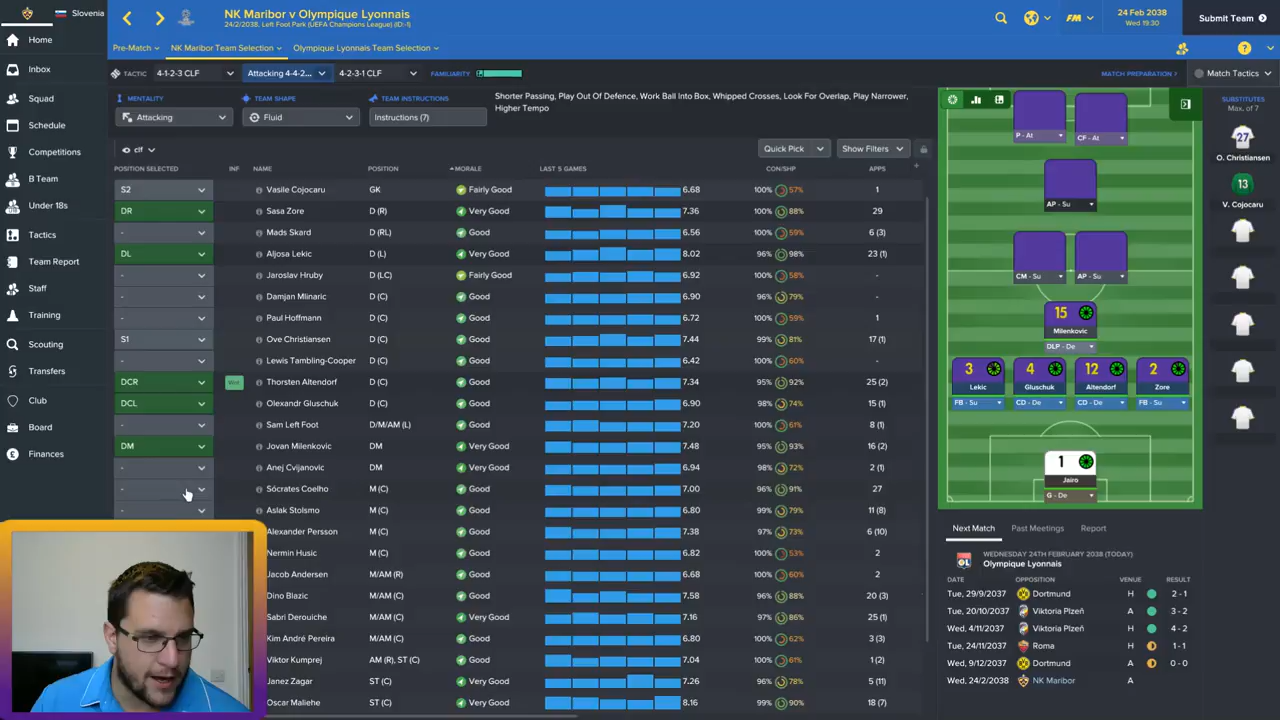 Slovenia
NK Maribor v Olympique Lyonnais
24/2/2038. Left Foot Park (UEFA Champions League) (ID:-1)
FM
24 Feb 2038
Wed 19:30
Submit Team
Home
Inbox
Squad
Schedule
Competitions
B Team
Under 18s
Tactics
Team Report
Staff
Training
Scouting
Transfers
Club
Board
Finances
Pre-Match
NK Maribor Team Selection
Olympique Lyonnais Team Selection
TACTIC 4-1-2-3 CLF Attacking 4-4-2... 4-2-3-1 CLF FAMILIARITY MATCH PREPARATION > Match Tactics
MENTALITY TEAM SHAPE TEAM INSTRUCTIONS
Attacking Fluid Instructions (7)
Shorter Passing, Play Out Of Defence, Work Ball Into Box, Whipped Crosses, Look For Overlap, Play Narrower,
Higher Tempo
clf Quick Pick Show Filters
POSITION SELECTED INF NAME POSITION MORALE LAST 5 GAMES CON/SHP APPS
S2 Vasile Cojocaru GK Fairly Good 6.68 100% 57% 1
DR Sasa Zore D (R) Very Good 7.36 100% 88% 29
- Mads Skard D (RL) Good 6.56 100% 59% 6 (3)
DL Aljosa Lekic D (L) Very Good 8.02 96% 98% 23 (1)
- Jaroslav Hruby D (LC) Fairly Good 6.92 100% 58% -
- Damjan Mlinaric D (C) Good 6.90 96% 79% -
- Paul Hoffmann D (C) Good 6.72 100% 59% 1
S1 Ove Christiansen D (C) Good 7.44 100% 81% 17 (1)
- Lewis Tambling-Cooper D (C) Good 6.42 100% 60% -
DCR Thorsten Altendorf D (C) Good 7.34 95% 92% 25 (2)
DCL Olexandr Gluschuk D (C) Good 6.90 98% 74% 15 (1)
- Sam Left Foot D/M/AM (L) Good 7.20 100% 61% 8 (1)
DM Jovan Milenkovic DM Very Good 7.48 95% 93% 16 (2)
- Anej Cvijanovic DM Very Good 6.94 98% 72% 2 (1)
- Sócrates Coelho M (C) Good 7.00 96% 91% 27
- Aslak Stolsmo M (C) Good 6.80 99% 79% 11 (8)
Alexander Persson M (C) Good 7.38 97% 73% 6 (10)
Nermin Husic M (C) Good 6.82 100% 53% 2
Jacob Andersen M/AM (R) Good 6.68 100% 60% 2
Dino Blazic M/AM (C) Good 7.58 96% 88% 20 (3)
Sabri Derouiche M/AM (C) Very Good 7.16 97% 86% 25 (1)
Kim André Pereira M/AM (C) Good 6.80 100% 62% 3 (3)
Viktor Kumprej AM (R), ST (C) Good 7.04 100% 61% 1 (2)
Janez Zagar ST (C) Very Good 7.26 96% 78% 5 (11)
Oscar Maliehe ST (C) Good 8.16 99% 90% 18 (7)
P - At CF - At
AP - Su
CM - Su AP - Su
15
Milenkovic
DLP - De
3 4 12 2
Lekic Gluschuk Altendorf Zore
FB - Su CD - De CD - De FB - Su
1
Jairo
G - De
SUBSTITUTES
Max. of 7
27
O. Christiansen
13
V. Cojocaru
Next Match Past Meetings Report
WEDNESDAY 24TH FEBRUARY 2038 (TODAY)
Olympique Lyonnais
DATE OPPOSITION VENUE RESULT
Tue, 29/9/2037 Dortmund H 2 - 1
Tue, 20/10/2037 Viktoria Plzeň A 3 - 2
Wed, 4/11/2037 Viktoria Plzeň H 4 - 2
Tue, 24/11/2037 Roma H 1 - 1
Wed, 9/12/2037 Dortmund A 0 - 0
Wed, 24/2/2038 NK Maribor A